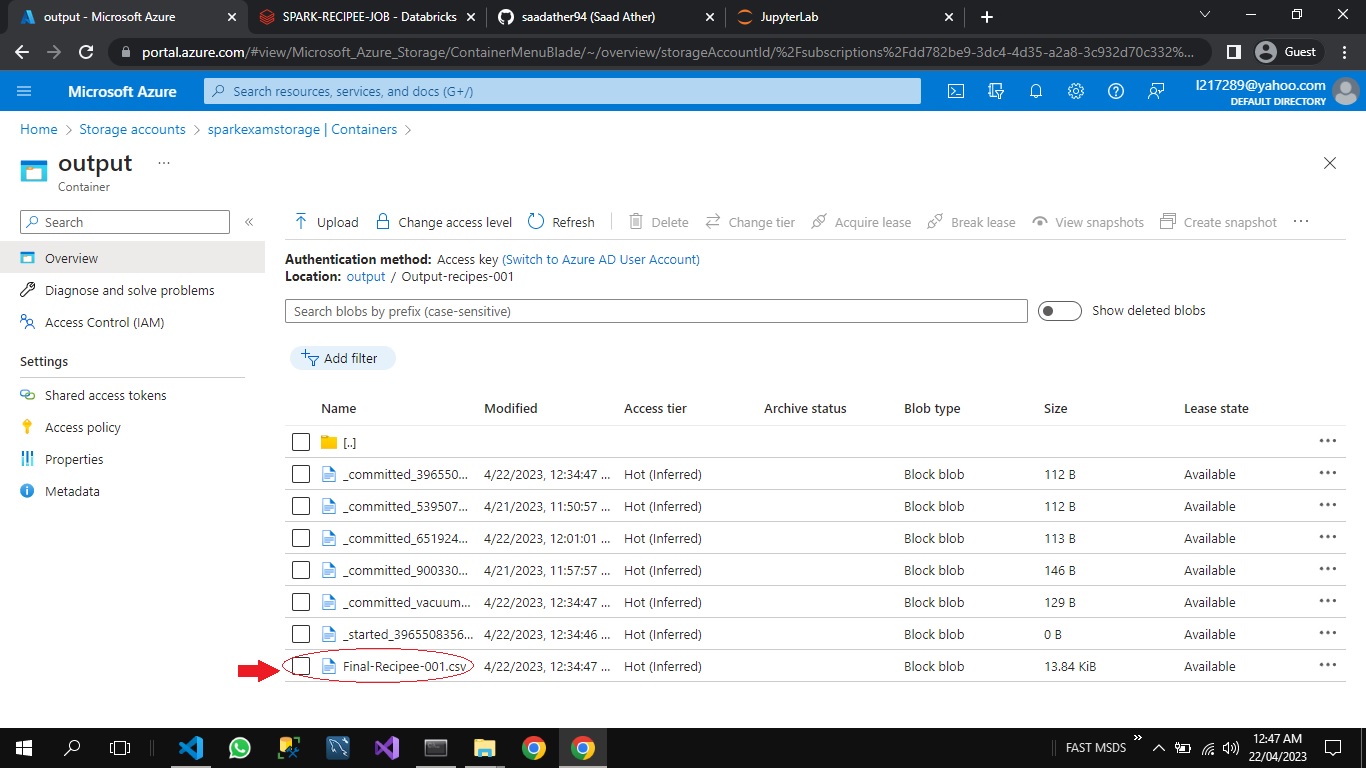 output - Microsoft Azure
SPARK-RECIPEE-JOB - Databricks
saadather94 (Saad Ather)
JupyterLab
portal.azure.com/#view/Microsoft_Azure_Storage/ContainerMenuBlade/~/overview/storageAccountId/%2Fsubscriptions%2Fdd782be9-3dc4-4d35-a2a8-3c932d70c332%...
Guest
Microsoft Azure
Search resources, services, and docs (G+/)
l217289@yahoo.com
DEFAULT DIRECTORY
Home > Storage accounts > sparkexamstorage | Containers >
output ...
Container
Search
«
Upload Change access level Refresh Delete Change tier Acquire lease Break lease View snapshots Create snapshot ...
Overview
Diagnose and solve problems
Access Control (IAM)
Settings
Shared access tokens
Access policy
Properties
Metadata
Authentication method: Access key (Switch to Azure AD User Account)
Location: output / Output-recipes-001
Search blobs by prefix (case-sensitive)
Show deleted blobs
Add filter
Name Modified Access tier Archive status Blob type Size Lease state
[..] ...
_committed_396550... 4/22/2023, 12:34:47 ... Hot (Inferred) Block blob 112 B Available ...
_committed_539507... 4/21/2023, 11:50:57 ... Hot (Inferred) Block blob 112 B Available ...
_committed_651924... 4/22/2023, 12:01:01 ... Hot (Inferred) Block blob 113 B Available ...
_committed_900330... 4/21/2023, 11:57:57 ... Hot (Inferred) Block blob 146 B Available ...
_committed_vacuum... 4/22/2023, 12:34:47 ... Hot (Inferred) Block blob 129 B Available ...
_started_3965508356... 4/22/2023, 12:34:46 ... Hot (Inferred) Block blob 0 B Available ...
Final-Recipee-001.csv 4/22/2023, 12:34:47 ... Hot (Inferred) Block blob 13.84 KiB Available ...
FAST MSDS
12:47 AM
22/04/2023